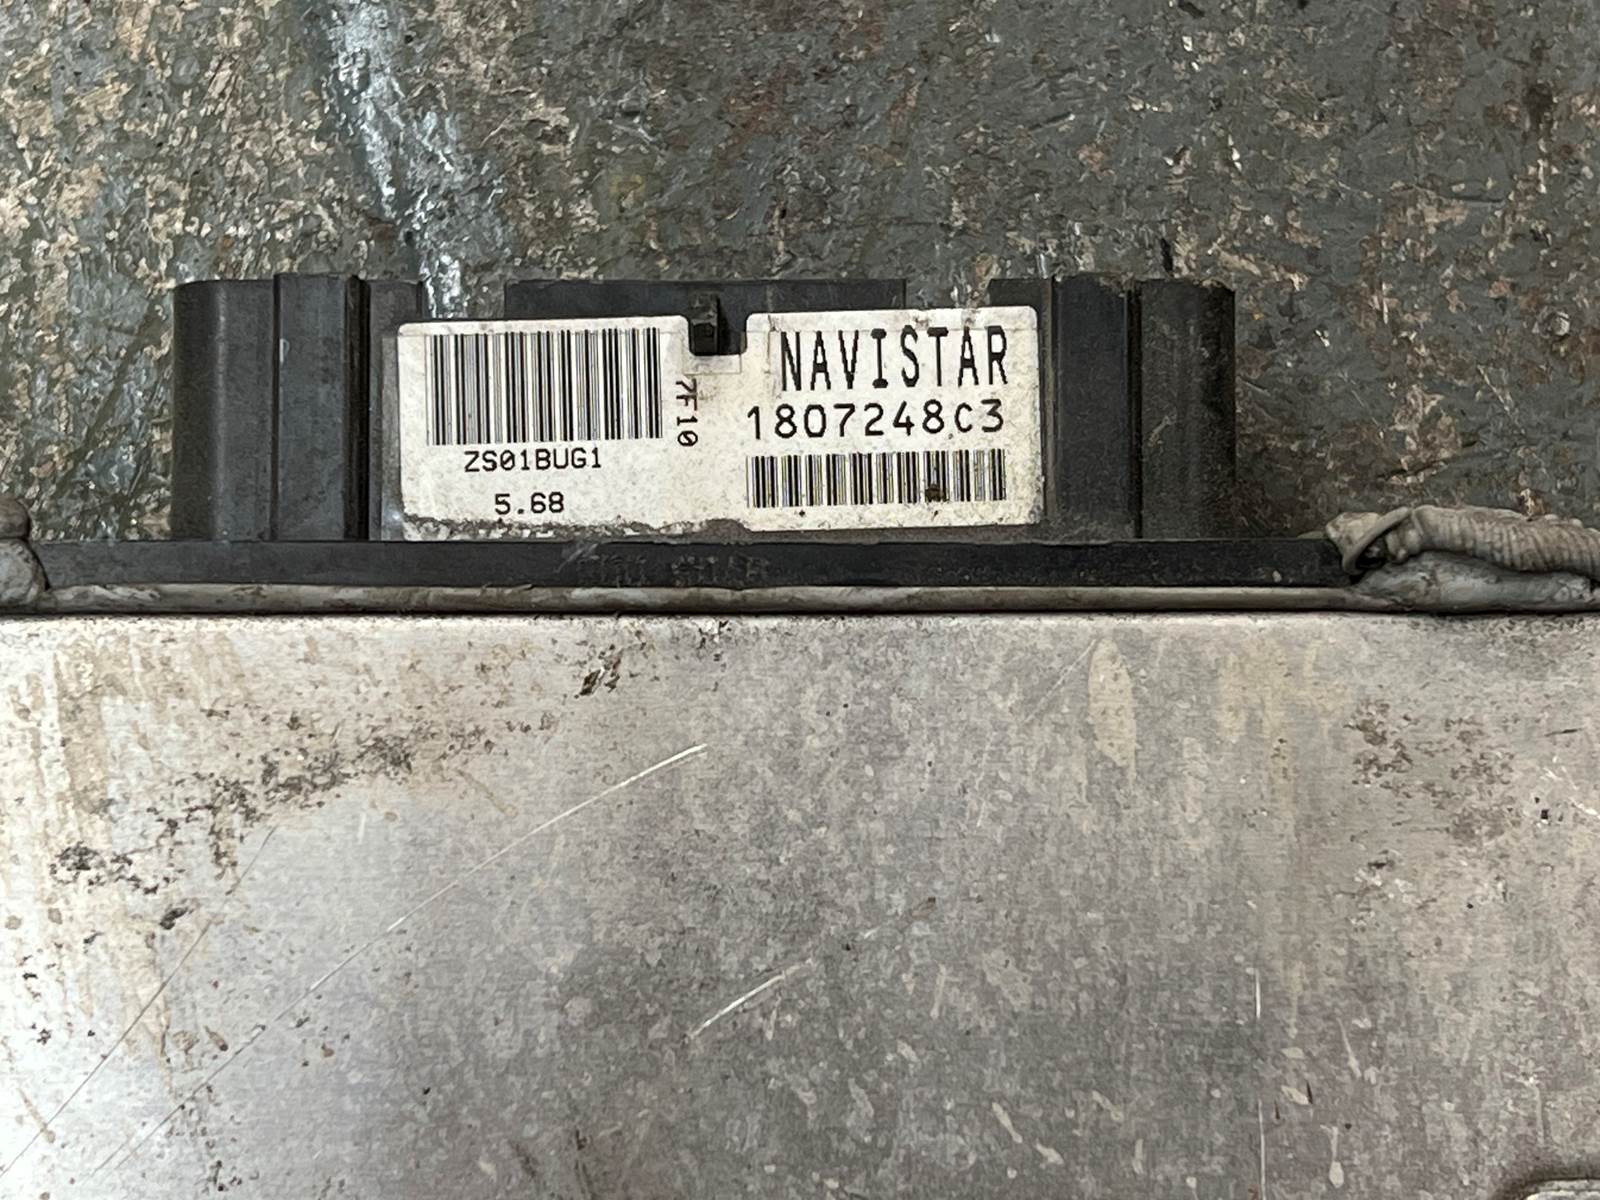 ZS01BUG1
5.68
7F10
NAVISTAR
1807248C3